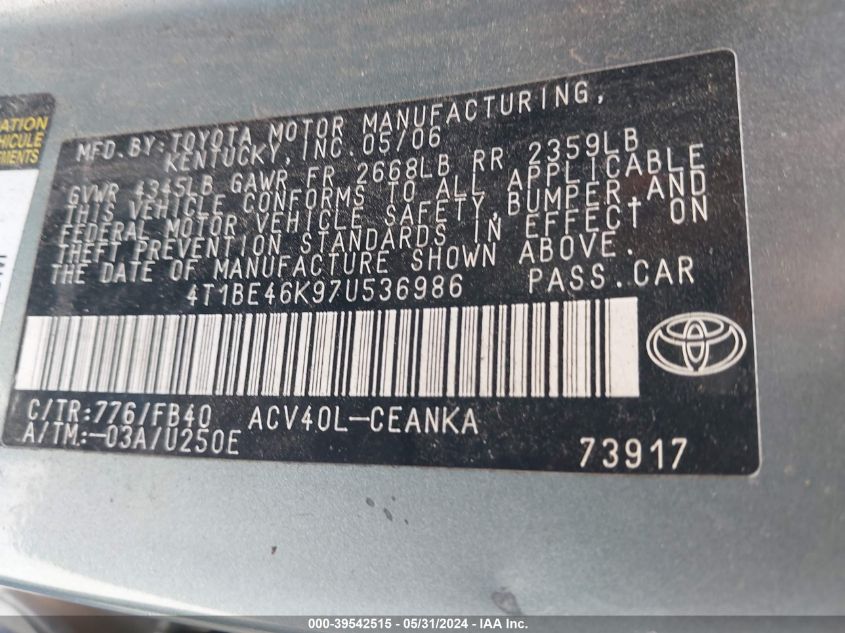 ATION
EHICULE
EMENTS
MFD.BY:TOYOTA MOTOR MANUFACTURING,
KENTUCKY, INC. 05/06
GVWR 4345LB GAWR FR 2668LB RR 2359LB
THIS VEHICLE CONFORMS TO ALL APPLICABLE
FEDERAL MOTOR VEHICLE SAFETY, BUMPER, AND
THEFT PREVENTION STANDARDS IN EFFECT ON
THE DATE OF MANUFACTURE SHOWN ABOVE.
4T1BE46K97U536986 PASS.CAR
C/TR:776/FB40 ACV40L-CEANKA
A/TM:-03A/U250E
73917
000-39542515 - 05/31/2024 - IAA Inc.